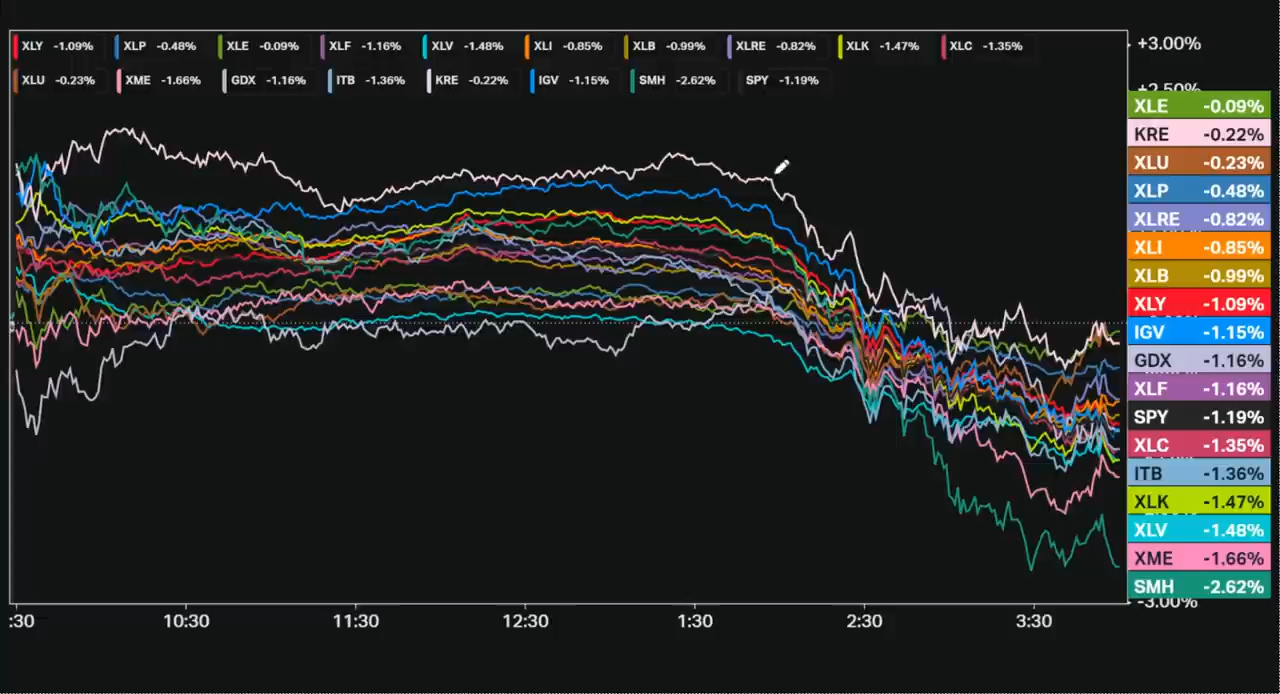 XLY -1.09% XLP -0.48% XLE -0.09% XLF -1.16% XLV -1.48% XLI -0.85% XLB -0.99% XLRE -0.82% XLK -1.47% XLC -1.35%
XLU -0.23% XME -1.66% GDX -1.16% ITB -1.36% KRE -0.22% IGV -1.15% SMH -2.62% SPY -1.19%
+3.00%
+2.50%
XLE -0.09%
KRE -0.22%
XLU -0.23%
XLP -0.48%
XLRE -0.82%
XLI -0.85%
XLB -0.99%
XLY -1.09%
IGV -1.15%
GDX -1.16%
XLF -1.16%
SPY -1.19%
XLC -1.35%
ITB -1.36%
XLK -1.47%
XLV -1.48%
XME -1.66%
SMH -2.62%
-3.00%
:30 10:30 11:30 12:30 1:30 2:30 3:30